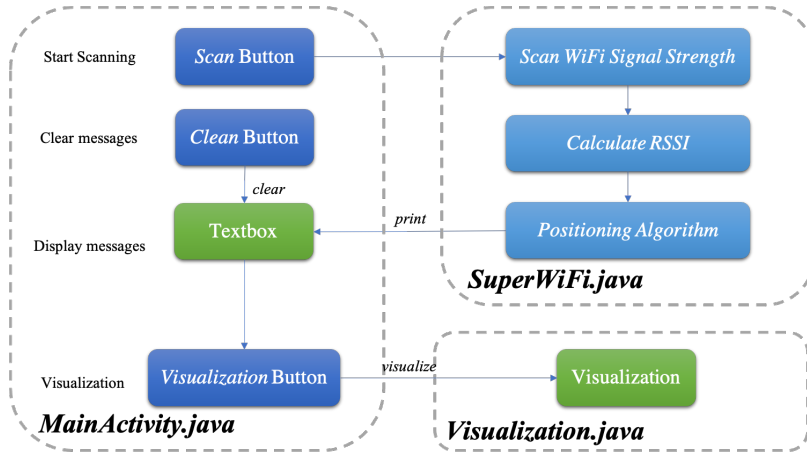 Start Scanning
Scan Button
Scan WiFi Signal Strength
Clear messages
Clean Button
Calculate RSSI
clear
Display messages
Textbox
print
Positioning Algorithm
SuperWiFi.java
Visualization
Visualization Button
visualize
Visualization
MainActivity.java
Visualization.java